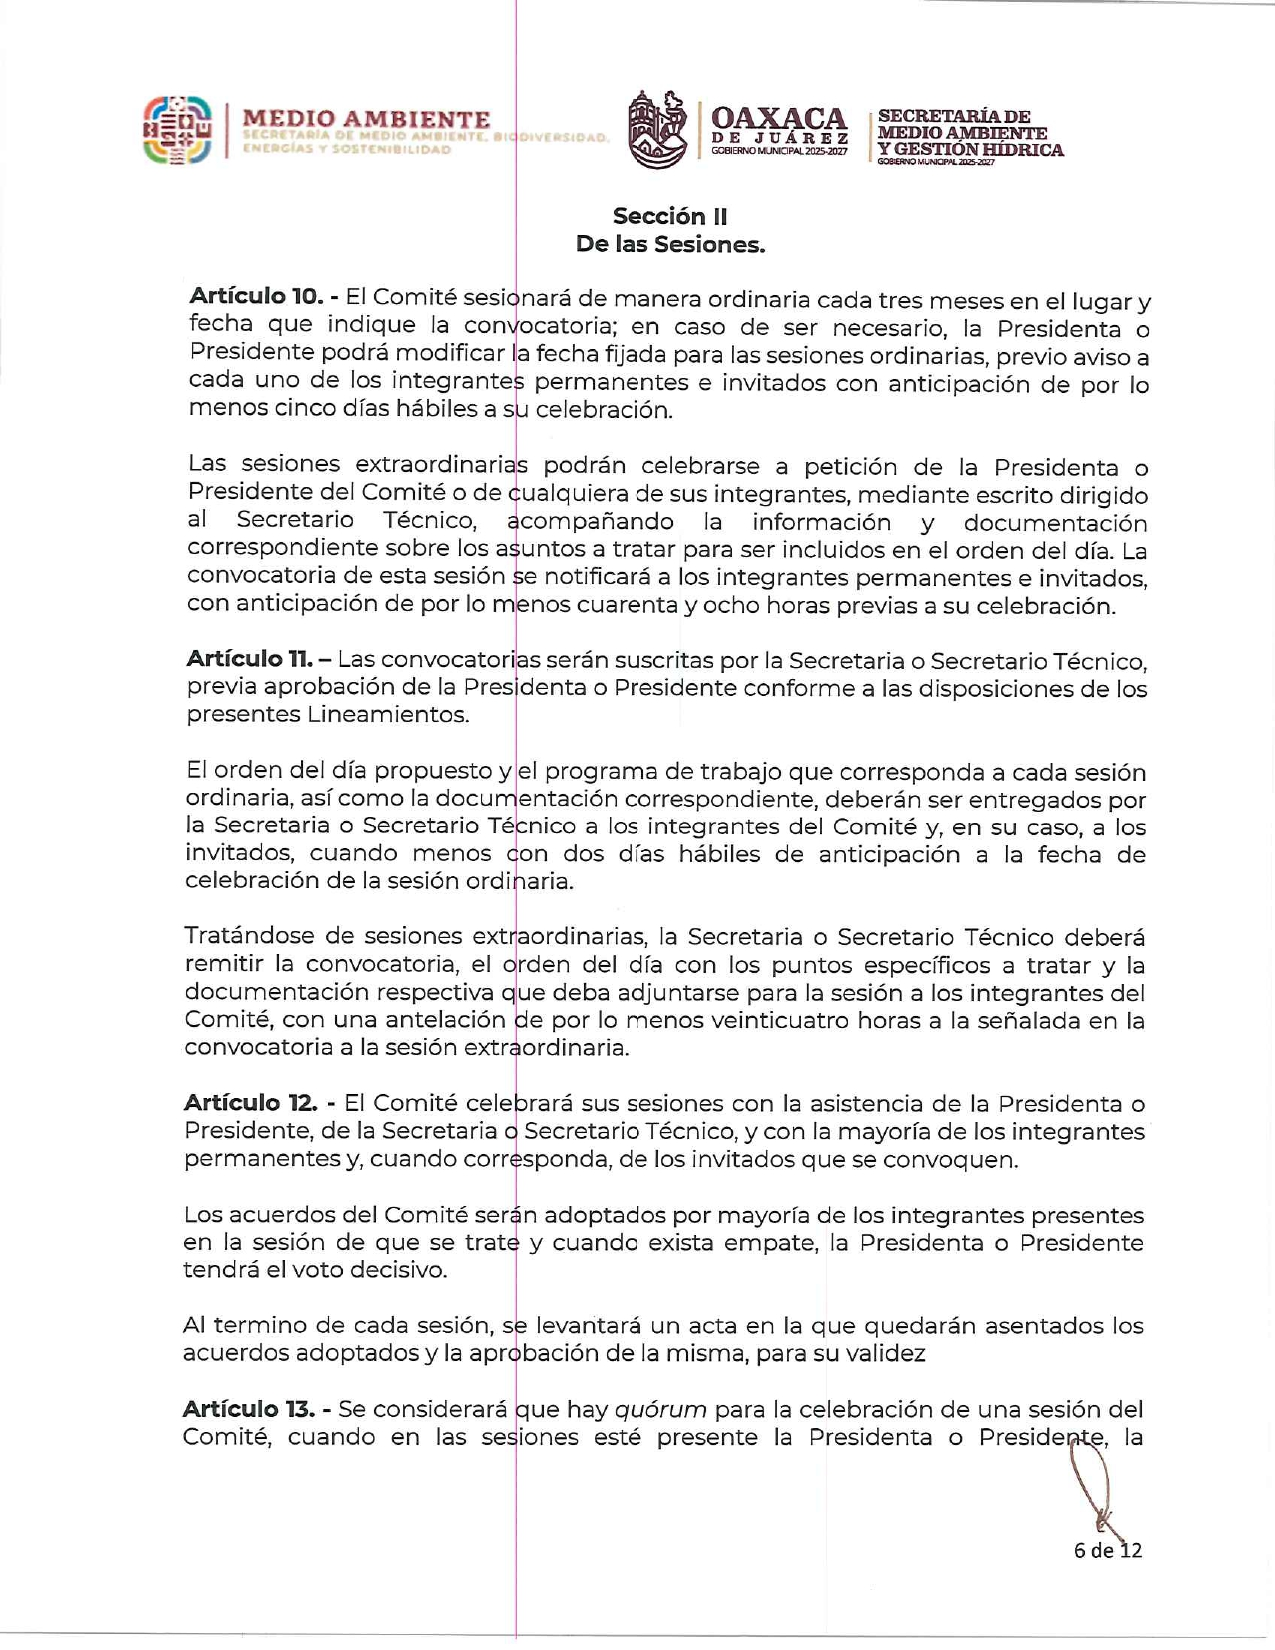 MEDIO AMBIENTE
SECRETARÍA DE MEDIO AMBIENTE, BIODIVERSIDAD,
ENERGÍAS Y SOSTENIBILIDAD
OAXACA
DE JUÁREZ
GOBIERNO MUNICIPAL 2025-2027
SECRETARÍA DE
MEDIO AMBIENTE
Y GESTIÓN HÍDRICA
GOBIERNO MUNICIPAL 2025-2027
Sección II
De las Sesiones.
Artículo 10. - El Comité sesionará de manera ordinaria cada tres meses en el lugar y
fecha que indique la convocatoria; en caso de ser necesario, la Presidenta o
Presidente podrá modificar la fecha fijada para las sesiones ordinarias, previo aviso a
cada uno de los integrantes permanentes e invitados con anticipación de por lo
menos cinco días hábiles a su celebración.
Las sesiones extraordinarias podrán celebrarse a petición de la Presidenta o
Presidente del Comité o de cualquiera de sus integrantes, mediante escrito dirigido
al Secretario Técnico, acompañando la información y documentación
correspondiente sobre los asuntos a tratar para ser incluidos en el orden del día. La
convocatoria de esta sesión se notificará a los integrantes permanentes e invitados,
con anticipación de por lo menos cuarenta y ocho horas previas a su celebración.
Artículo 11. – Las convocatorias serán suscritas por la Secretaria o Secretario Técnico,
previa aprobación de la Presidenta o Presidente conforme a las disposiciones de los
presentes Lineamientos.
El orden del día propuesto y el programa de trabajo que corresponda a cada sesión
ordinaria, así como la documentación correspondiente, deberán ser entregados por
la Secretaria o Secretario Técnico a los integrantes del Comité y, en su caso, a los
invitados, cuando menos con dos días hábiles de anticipación a la fecha de
celebración de la sesión ordinaria.
Tratándose de sesiones extraordinarias, la Secretaria o Secretario Técnico deberá
remitir la convocatoria, el orden del día con los puntos específicos a tratar y la
documentación respectiva que deba adjuntarse para la sesión a los integrantes del
Comité, con una antelación de por lo menos veinticuatro horas a la señalada en la
convocatoria a la sesión extraordinaria.
Artículo 12. - El Comité celebrará sus sesiones con la asistencia de la Presidenta o
Presidente, de la Secretaria o Secretario Técnico, y con la mayoría de los integrantes
permanentes y, cuando corresponda, de los invitados que se convoquen.
Los acuerdos del Comité serán adoptados por mayoría de los integrantes presentes
en la sesión de que se trate y cuando exista empate, la Presidenta o Presidente
tendrá el voto decisivo.
Al termino de cada sesión, se levantará un acta en la que quedarán asentados los
acuerdos adoptados y la aprobación de la misma, para su validez
Artículo 13. - Se considerará que hay quórum para la celebración de una sesión del
Comité, cuando en las sesiones esté presente la Presidenta o Presidente, la
6 de 12